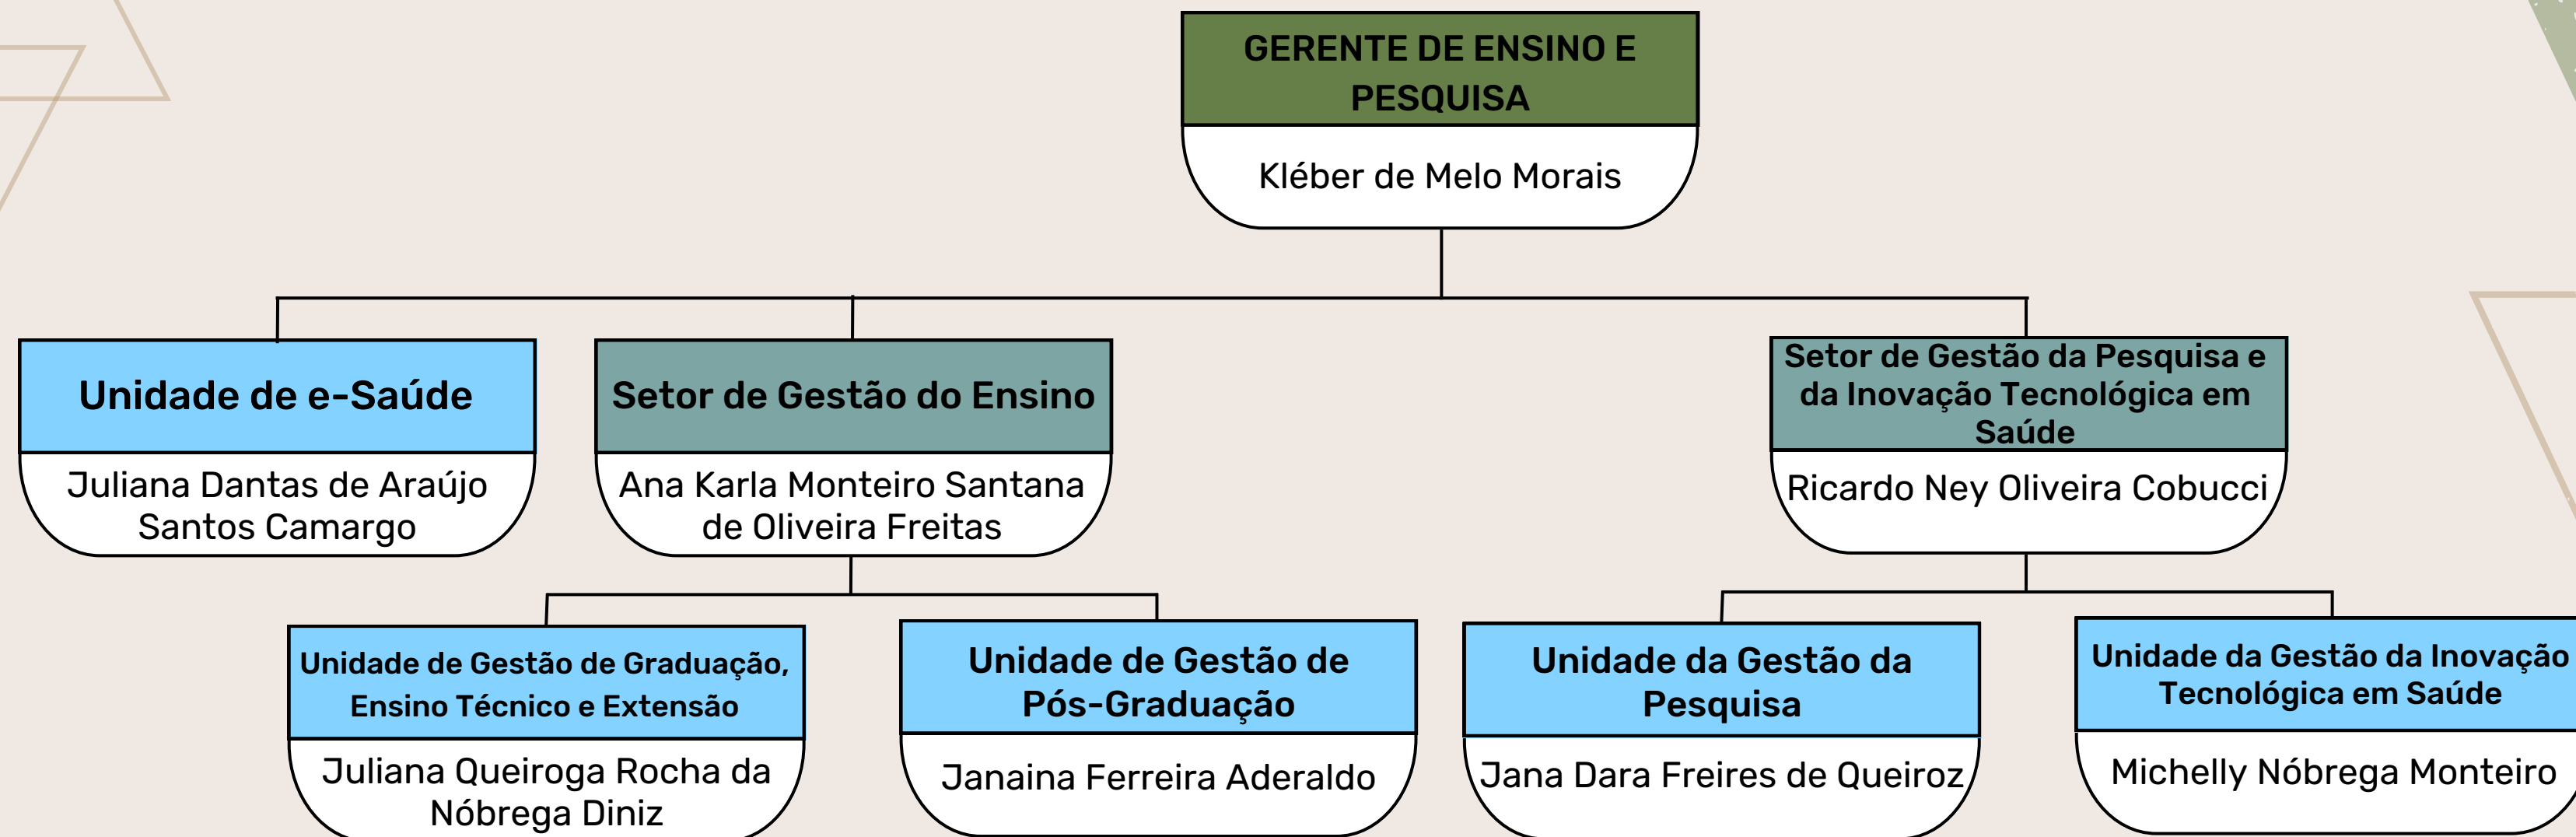 GERENTE DE ENSINO E
PESQUISA
Kléber de Melo Morais
Unidade de e-Saúde
Juliana Dantas de Araújo
Santos Camargo
Setor de Gestão do Ensino
Ana Karla Monteiro Santana
de Oliveira Freitas
Setor de Gestão da Pesquisa e
da Inovação Tecnológica em
Saúde
Ricardo Ney Oliveira Cobucci
Unidade de Gestão de Graduação,
Ensino Técnico e Extensão
Juliana Queiroga Rocha da
Nóbrega Diniz
Unidade de Gestão de
Pós-Graduação
Janaina Ferreira Aderaldo
Unidade da Gestão da
Pesquisa
Jana Dara Freires de Queiroz
Unidade da Gestão da Inovação
Tecnológica em Saúde
Michelly Nóbrega Monteiro